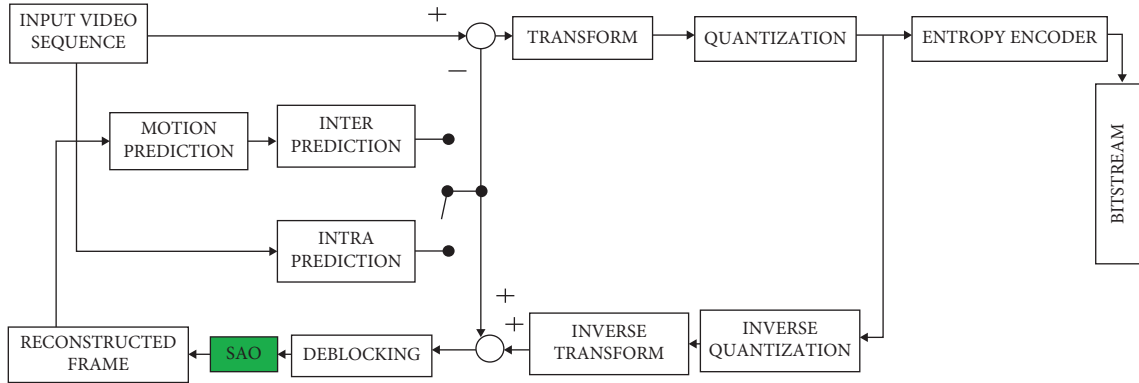 INPUT VIDEO
SEQUENCE
+
−
TRANSFORM
QUANTIZATION
ENTROPY ENCODER
BITSTREAM
MOTION
PREDICTION
INTER
PREDICTION
INTRA
PREDICTION
+
+
RECONSTRUCTED
FRAME
SAO
DEBLOCKING
INVERSE
TRANSFORM
INVERSE
QUANTIZATION